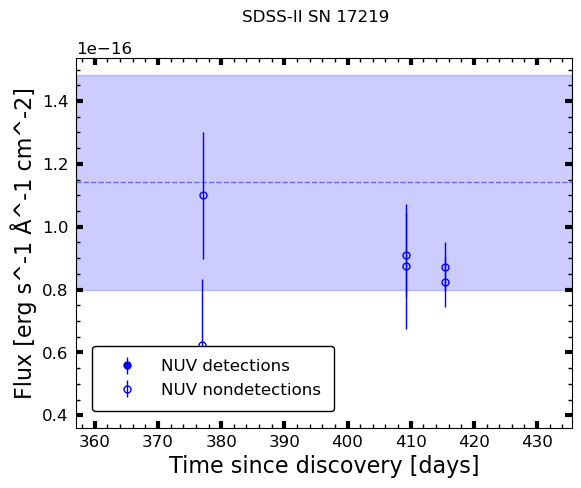 SDSS-II SN 17219
1e−16
1.4
1.2
1.0
0.8
0.6
0.4
Flux [erg s^-1 Å^-1 cm^-2]
NUV detections
NUV nondetections
360 370 380 390 400 410 420 430
Time since discovery [days]